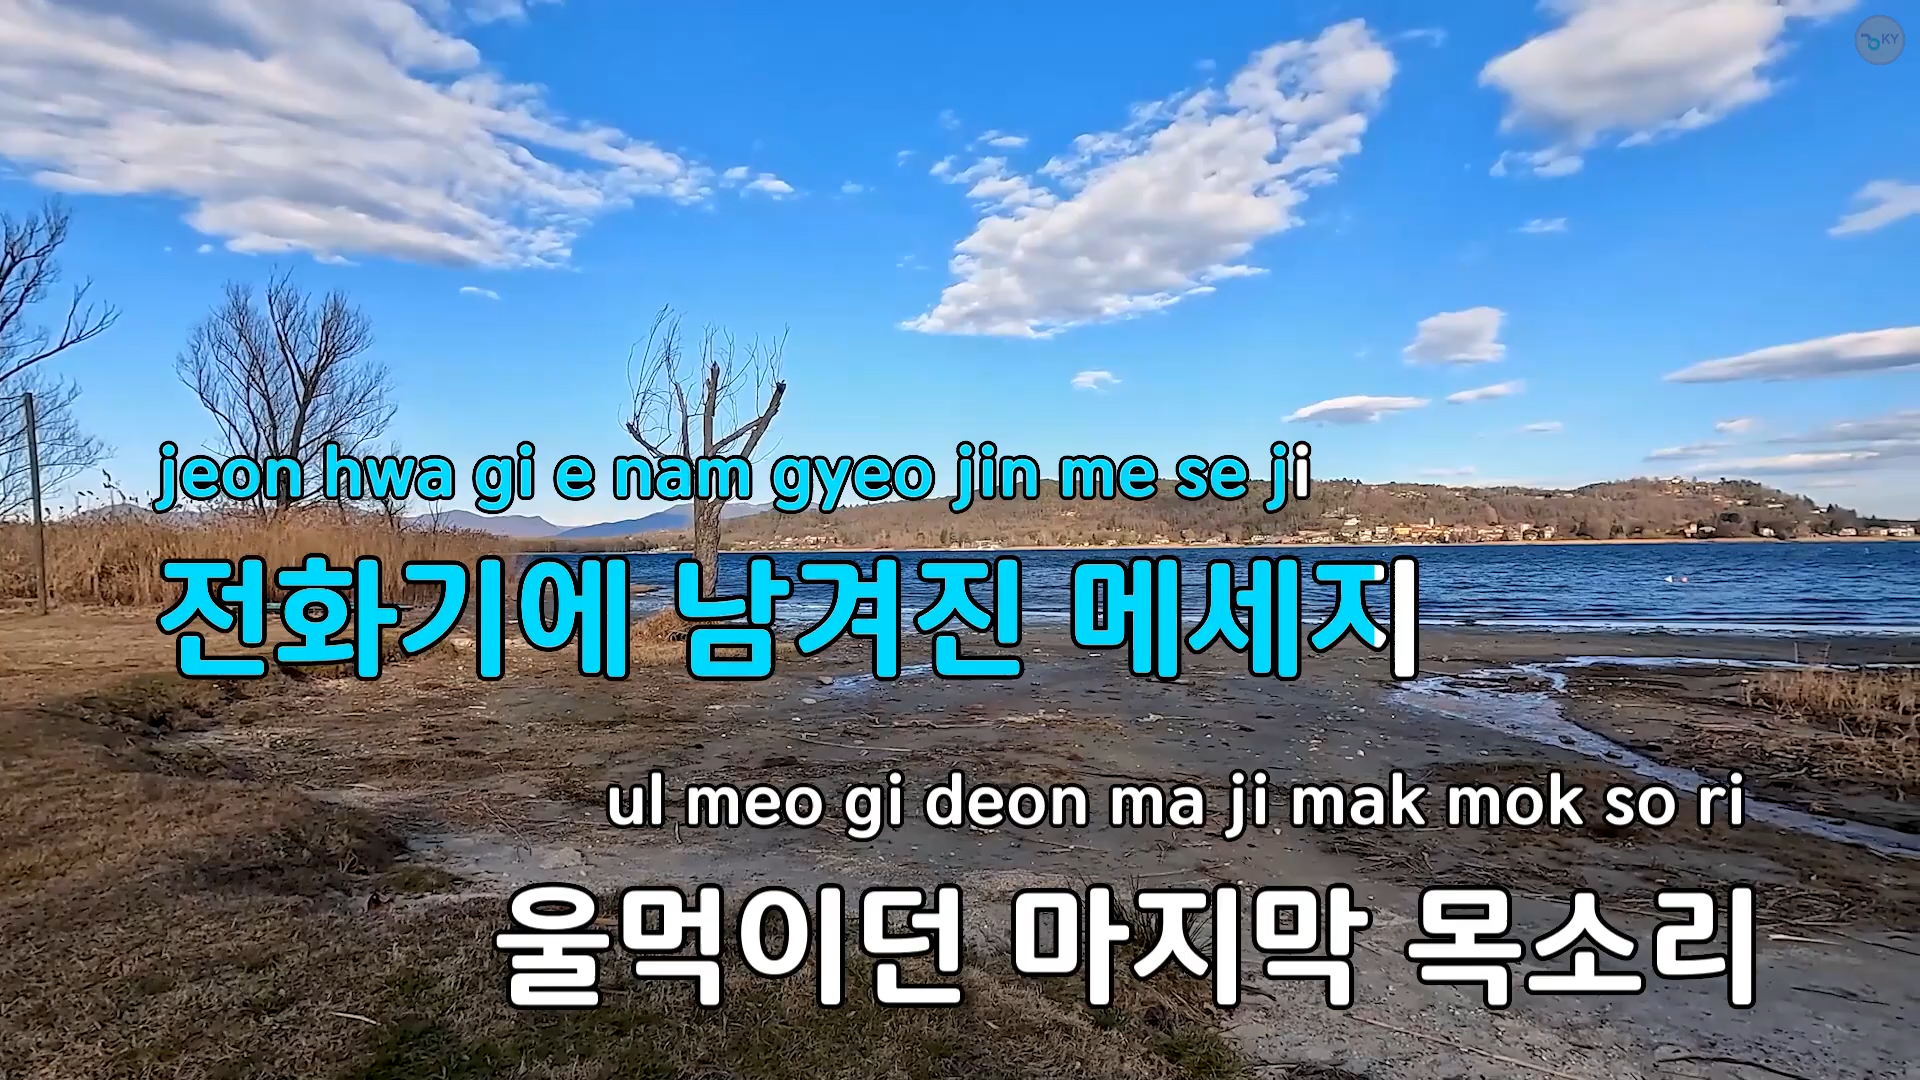 KY
jeon hwa gi e nam gyeo jin me se ji
전화기에 남겨진 메세지
ul meo gi deon ma ji mak mok so ri
울먹이던 마지막 목소리